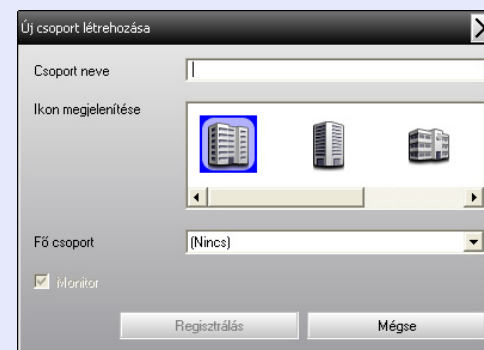 Új csoport létrehozása
Csoport neve
Ikon megjelenítése
Fő csoport
(Nincs)
Monitor
Regisztrálás
Mégse